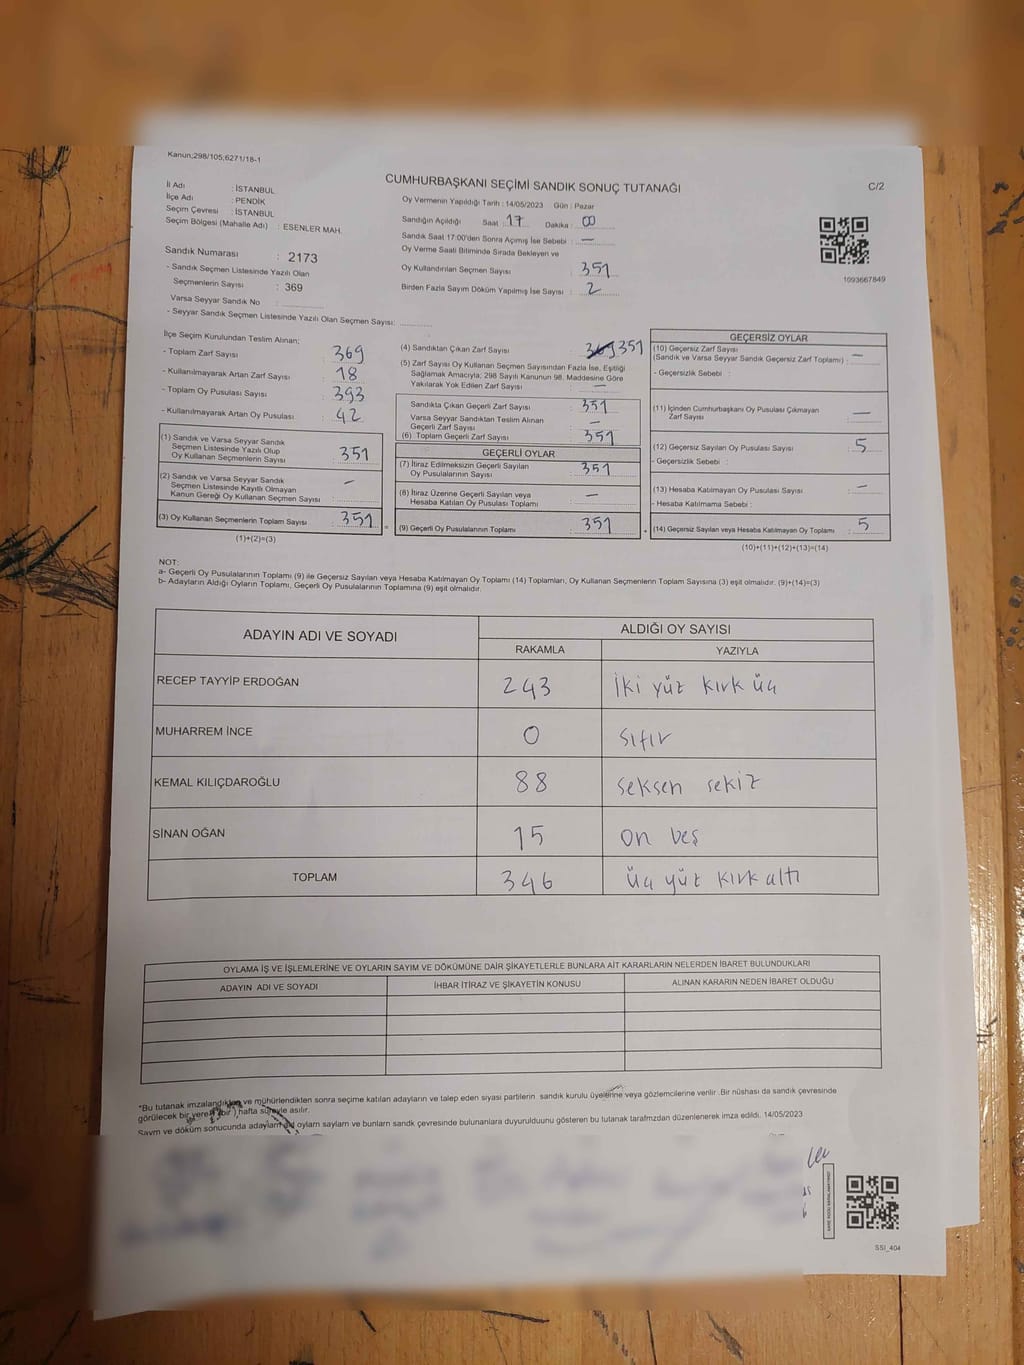 Kanun;298/105;6271/18-1
CUMHURBAŞKANI SEÇİMİ SANDIK SONUÇ TUTANAĞI
C/2
İl Adı : İSTANBUL
İlçe Adı : PENDİK
Seçim Çevresi : İSTANBUL
Seçim Bölgesi (Mahalle Adı) : ESENLER MAH.
Sandık Numarası : 2173
- Sandık Seçmen Listesinde Yazılı Olan
Seçmenlerin Sayısı : 369
Varsa Seyyar Sandık No :
- Seyyar Sandık Seçmen Listesinde Yazılı Olan Seçmen Sayısı:
Oy Vermenin Yapıldığı Tarih : 14/05/2023 Gün : Pazar
Sandığın Açıldığı Saat : 17 Dakika : 00
Sandık Saat 17:00'den Sonra Açımış İse Sebebi : —
Oy Verme Saati Bitiminde Sırada Bekleyen ve
Oy Kullandırılan Seçmen Sayısı : 351
Birden Fazla Sayım Döküm Yapılmış İse Sayısı : 2
1093667849
İlçe Seçim Kurulundan Teslim Alınan;
- Toplam Zarf Sayısı : 369
- Kullanılmayarak Artan Zarf Sayısı : 18
- Toplam Oy Pusulası Sayısı : 393
- Kullanılmayarak Artan Oy Pusulası : 42
(1) Sandık ve Varsa Seyyar Sandık
Seçmen Listesinde Yazılı Olup
Oy Kullanan Seçmenlerin Sayısı : 351
(2) Sandık ve Varsa Seyyar Sandık
Seçmen Listesinde Kayıtlı Olmayan
Kanun Gereği Oy Kullanan Seçmen Sayısı : —
(3) Oy Kullanan Seçmenlerin Toplam Sayısı : 351
(1)+(2)=(3)
(4) Sandıktan Çıkan Zarf Sayısı : 369 351
(5) Zarf Sayısı Oy Kullanan Seçmen Sayısından Fazla İse, Eşitliği
Sağlamak Amacıyla; 298 Sayılı Kanunun 98. Maddesine Göre
Yakılarak Yok Edilen Zarf Sayısı : —
Sandıkta Çıkan Geçerli Zarf Sayısı : 351
Varsa Seyyar Sandıktan Teslim Alınan
Geçerli Zarf Sayısı : —
(6) Toplam Geçerli Zarf Sayısı : 351
GEÇERLİ OYLAR
(7) İtiraz Edilmeksizin Geçerli Sayılan
Oy Pusulalarının Sayısı : 351
(8) İtiraz Üzerine Geçerli Sayılan veya
Hesaba Katılan Oy Pusulası Toplamı : —
(9) Geçerli Oy Pusulalarının Toplamı : 351
GEÇERSİZ OYLAR
(10) Geçersiz Zarf Sayısı
(Sandık ve Varsa Seyyar Sandık Geçersiz Zarf Toplamı) : —
- Geçersizlik Sebebi :
(11) İçinden Cumhurbaşkanı Oy Pusulası Çıkmayan
Zarf Sayısı : —
(12) Geçersiz Sayılan Oy Pusulası Sayısı : 5
- Geçersizlik Sebebi :
(13) Hesaba Katılmayan Oy Pusulası Sayısı : —
- Hesaba Katılmama Sebebi :
(14) Geçersiz Sayılan veya Hesaba Katılmayan Oy Toplamı : 5
(10)+(11)+(12)+(13)=(14)
NOT:
a- Geçerli Oy Pusulalarının Toplamı (9) ile Geçersiz Sayılan veya Hesaba Katılmayan Oy Toplamı (14) Toplamları, Oy Kullanan Seçmenlerin Toplam Sayısına (3) eşit olmalıdır. (9)+(14)=(3)
b- Adayların Aldığı Oyların Toplamı, Geçerli Oy Pusulalarının Toplamına (9) eşit olmalıdır.
ADAYIN ADI VE SOYADI ALDIĞI OY SAYISI
RAKAMLA YAZIYLA
RECEP TAYYİP ERDOĞAN 243 iki yüz kırk üç
MUHARREM İNCE 0 sıfır
KEMAL KILIÇDAROĞLU 88 seksen sekiz
SİNAN OĞAN 15 on beş
TOPLAM 346 üç yüz kırk altı
OYLAMA İŞ VE İŞLEMLERİNE VE OYLARIN SAYIM VE DÖKÜMÜNE DAİR ŞİKAYETLERLE BUNLARA AİT KARARLARIN NELERDEN İBARET BULUNDUKLARI
ADAYIN ADI VE SOYADI İHBAR İTİRAZ VE ŞİKAYETİN KONUSU ALINAN KARARIN NEDEN İBARET OLDUĞU
*Bu tutanak imzalandıktan ve mühürlendikten sonra seçime katılan adayların ve talep eden siyasi partilerin sandık kurulu üyelerine veya gözlemcilerine verilir .Bir nüshası da sandık çevresinde
görülecek bir yere (bir) hafta süreyle asılır.
Sayım ve döküm sonucunda adayların oyların sayıların ve bunların sandık çevresinde bulunanlara duyurulduunu gösteren bu tutanak tarafımzdan düzenlenerek imza edildi. 14/05/2023
SSI_404